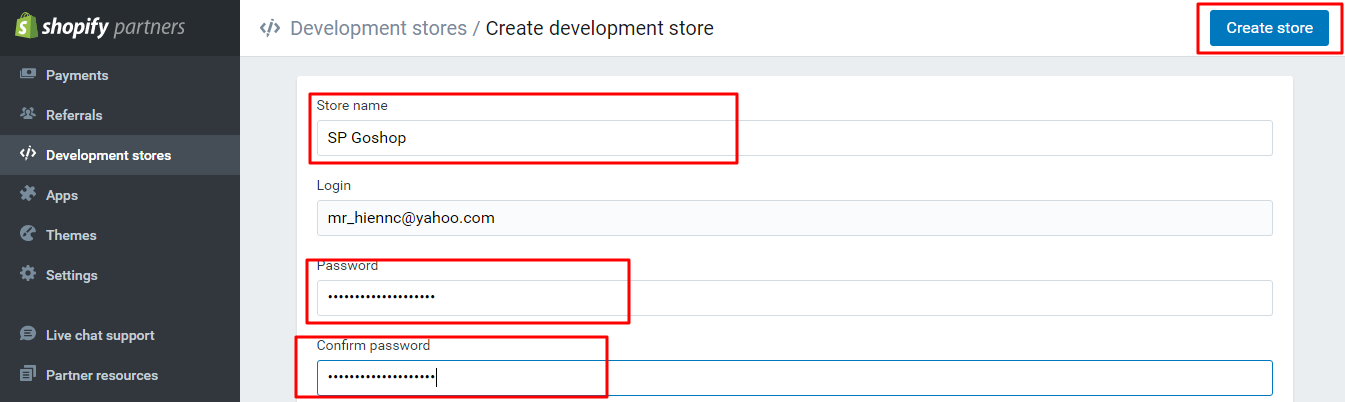 shopify partners
Development stores / Create development store
Create store
Payments
Referrals
Development stores
Apps
Themes
Settings
Live chat support
Partner resources
Store name
SP Goshop
Login
mr_hiennc@yahoo.com
Password
••••••••••••••••••••
Confirm password
••••••••••••••••••••